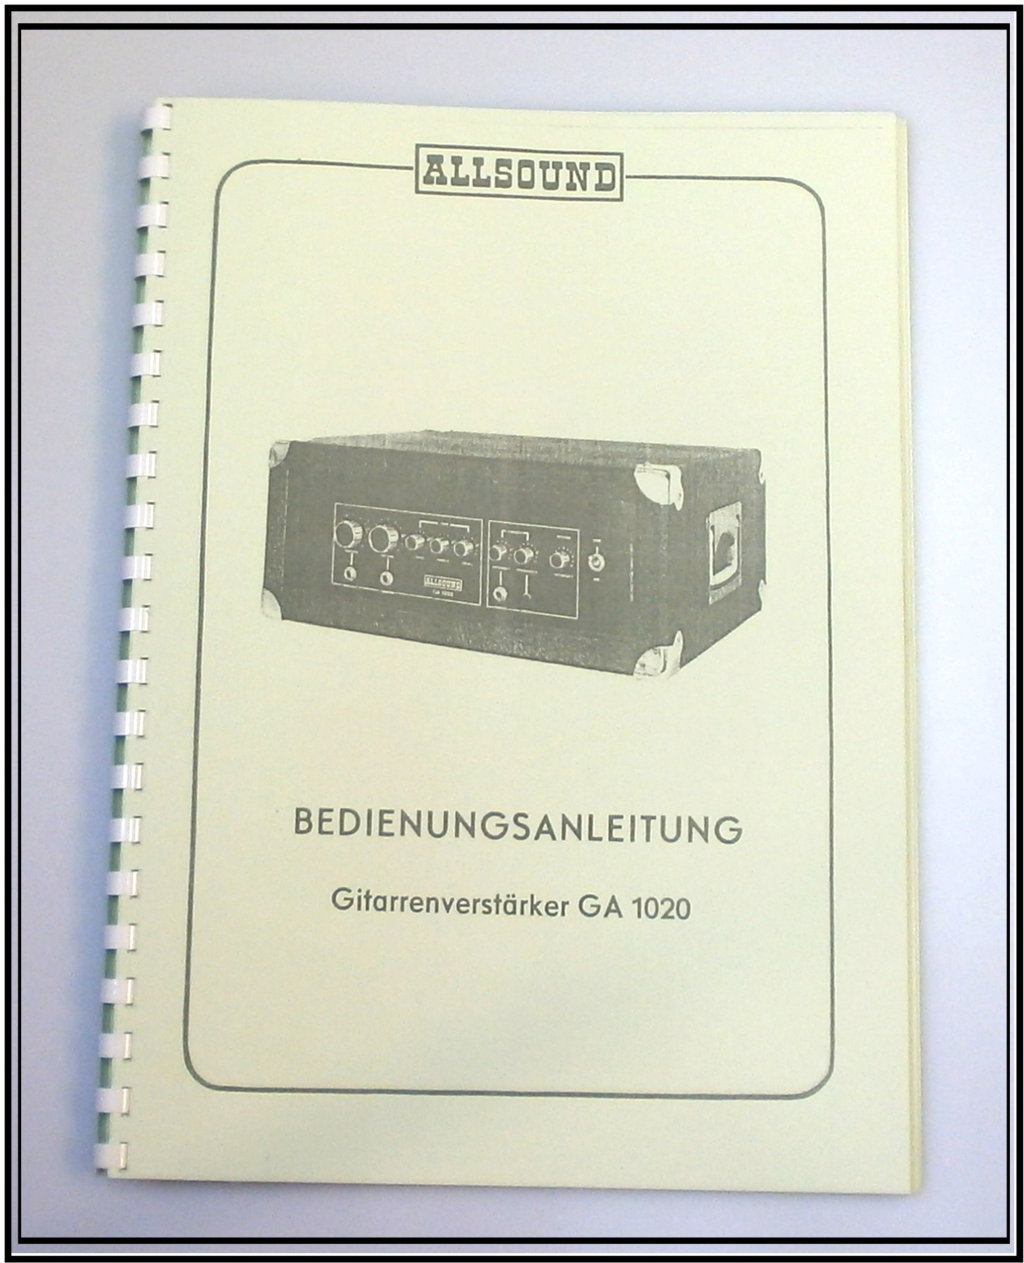 ALLSOUND
ALLSOUND
BEDIENUNGSANLEITUNG
Gitarrenverstärker GA 1020